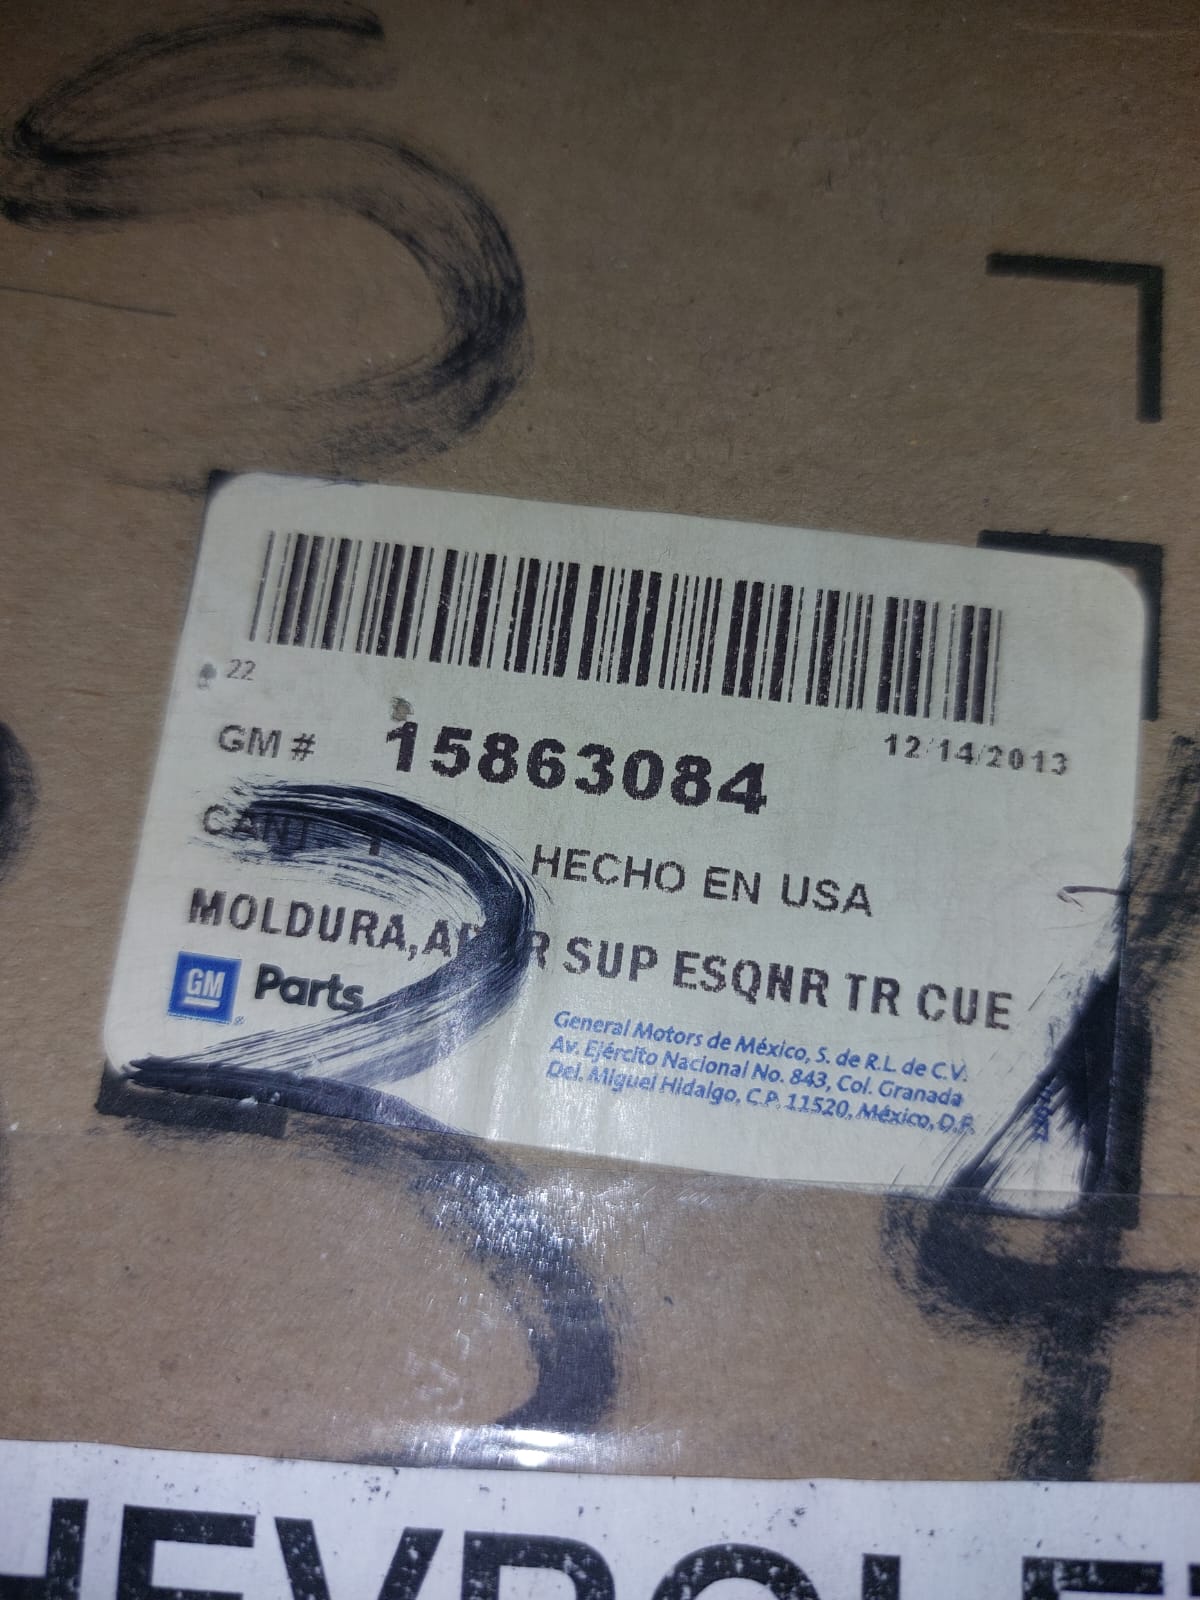 S
22
12/14/2013
GM # 15863084
HECHO EN USA
MOLDURA, SUP ESQNR TR CUE
GM Parts
General Motors de México, S. de R.L. de C.V.
Av. Ejército Nacional No. 843, Col. Granada
Del. Miguel Hidalgo, C.P. 11520, México, D.F.